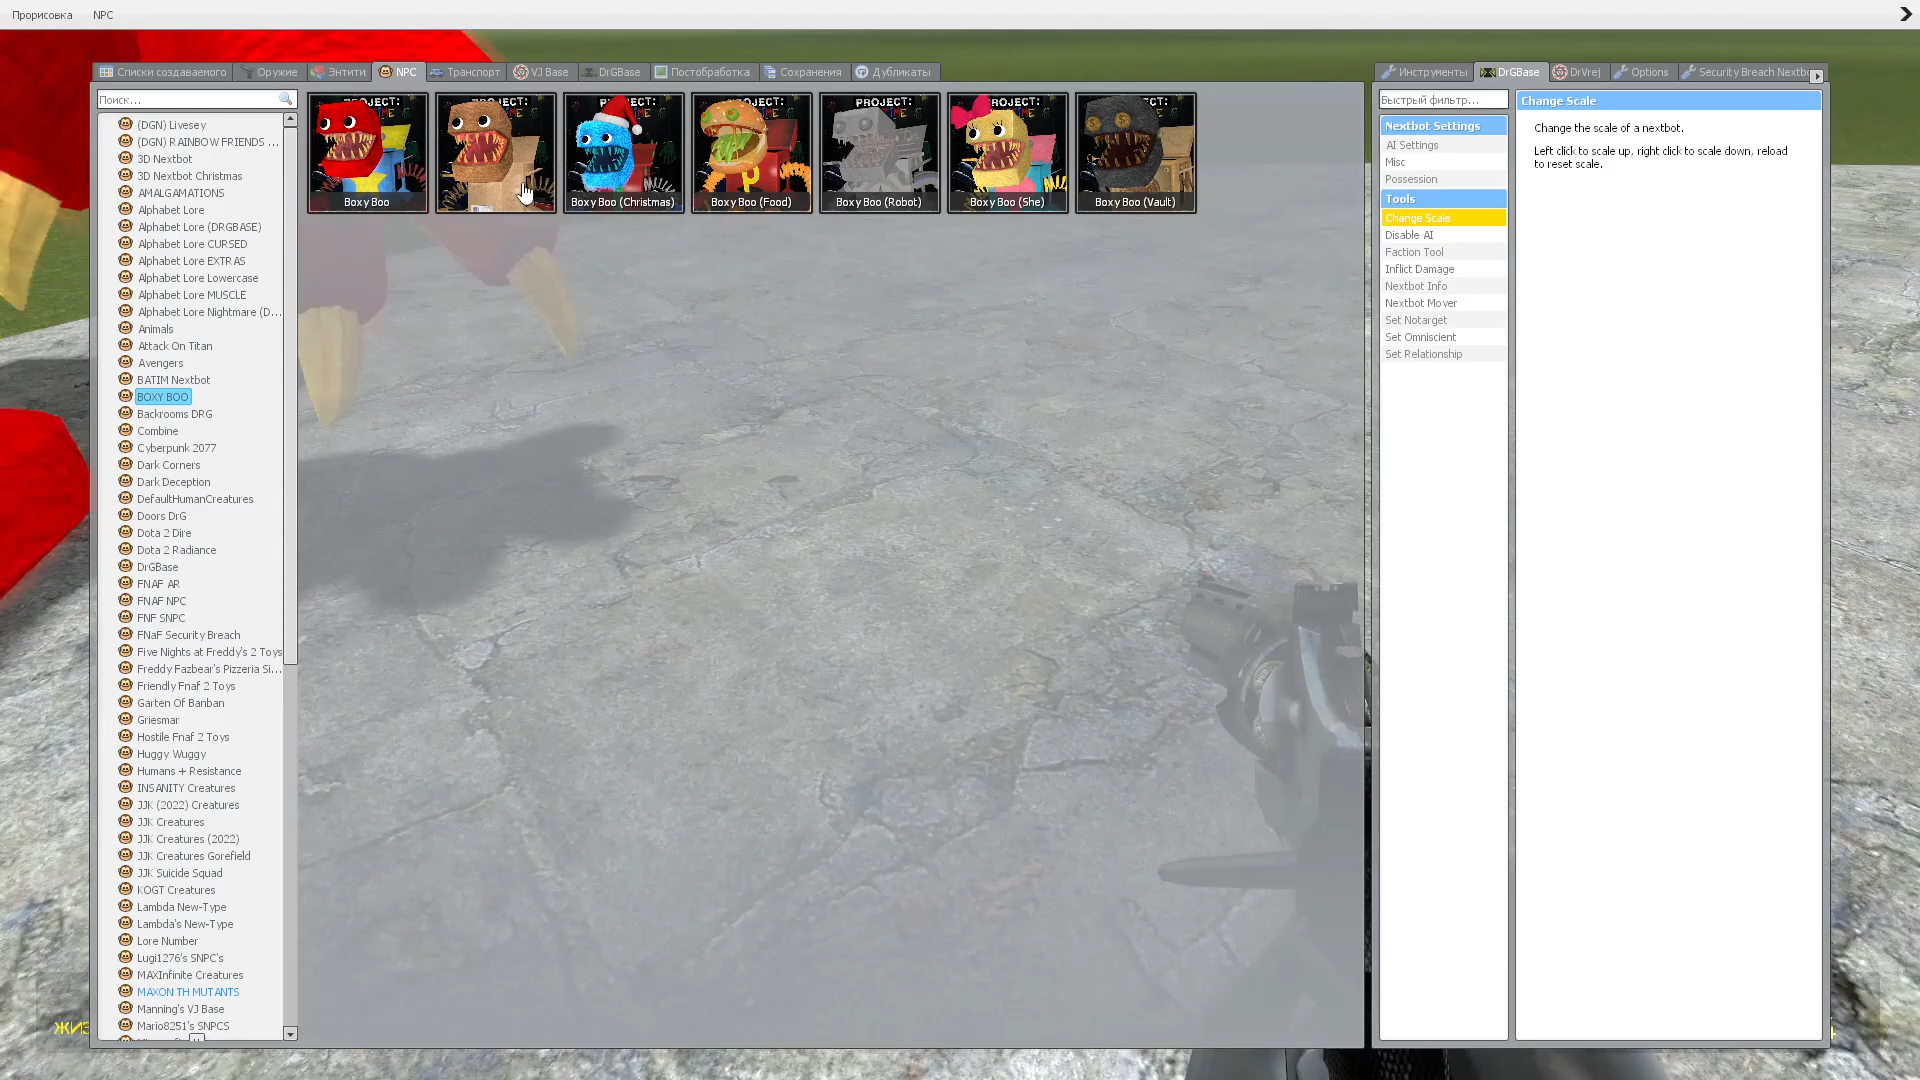 Прорисовка NPC
Списки создаваемого Оружие Энтити NPC Транспорт VJ Base DrGBase Постобработка Сохранения Дубликаты
Поиск...
(DGN) Livesey
(DGN) RAINBOW FRIENDS ...
3D Nextbot
3D Nextbot Christmas
AMALGAMATIONS
Alphabet Lore
Alphabet Lore (DRGBASE)
Alphabet Lore CURSED
Alphabet Lore EXTRAS
Alphabet Lore Lowercase
Alphabet Lore MUSCLE
Alphabet Lore Nightmare (D...
Animals
Attack On Titan
Avengers
BATIM Nextbot
BOXY BOO
Backrooms DRG
Combine
Cyberpunk 2077
Dark Corners
Dark Deception
DefaultHumanCreatures
Doors DrG
Dota 2 Dire
Dota 2 Radiance
DrGBase
FNAF AR
FNAF NPC
FNF SNPC
FNaF Security Breach
Five Nights at Freddy's 2 Toys
Freddy Fazbear's Pizzeria Si...
Friendly Fnaf 2 Toys
Garten Of Banban
Griesmar
Hostile Fnaf 2 Toys
Huggy Wuggy
Humans + Resistance
INSANITY Creatures
JJK (2022) Creatures
JJK Creatures
JJK Creatures (2022)
JJK Creatures Gorefield
JJK Suicide Squad
KOGT Creatures
Lambda New-Type
Lambda's New-Type
Lore Number
Lugi1276's SNPC's
MAXInfinite Creatures
MAXON TH MUTANTS
Manning's VJ Base
Mario8251's SNPCS
PROJECT:
Boxy Boo
PROJECT:
PROJECT:
Boxy Boo (Christmas)
PROJECT:
Boxy Boo (Food)
PROJECT:
Boxy Boo (Robot)
PROJECT:
Boxy Boo (She)
PROJECT:
Boxy Boo (Vault)
Инструменты DrGBase DrVrej Options Security Breach Nextbo
Быстрый фильтр...
Nextbot Settings
AI Settings
Misc
Possession
Tools
Change Scale
Disable AI
Faction Tool
Inflict Damage
Nextbot Info
Nextbot Mover
Set Notarget
Set Omniscient
Set Relationship
Change Scale
Change the scale of a nextbot.
Left click to scale up, right click to scale down, reload
to reset scale.